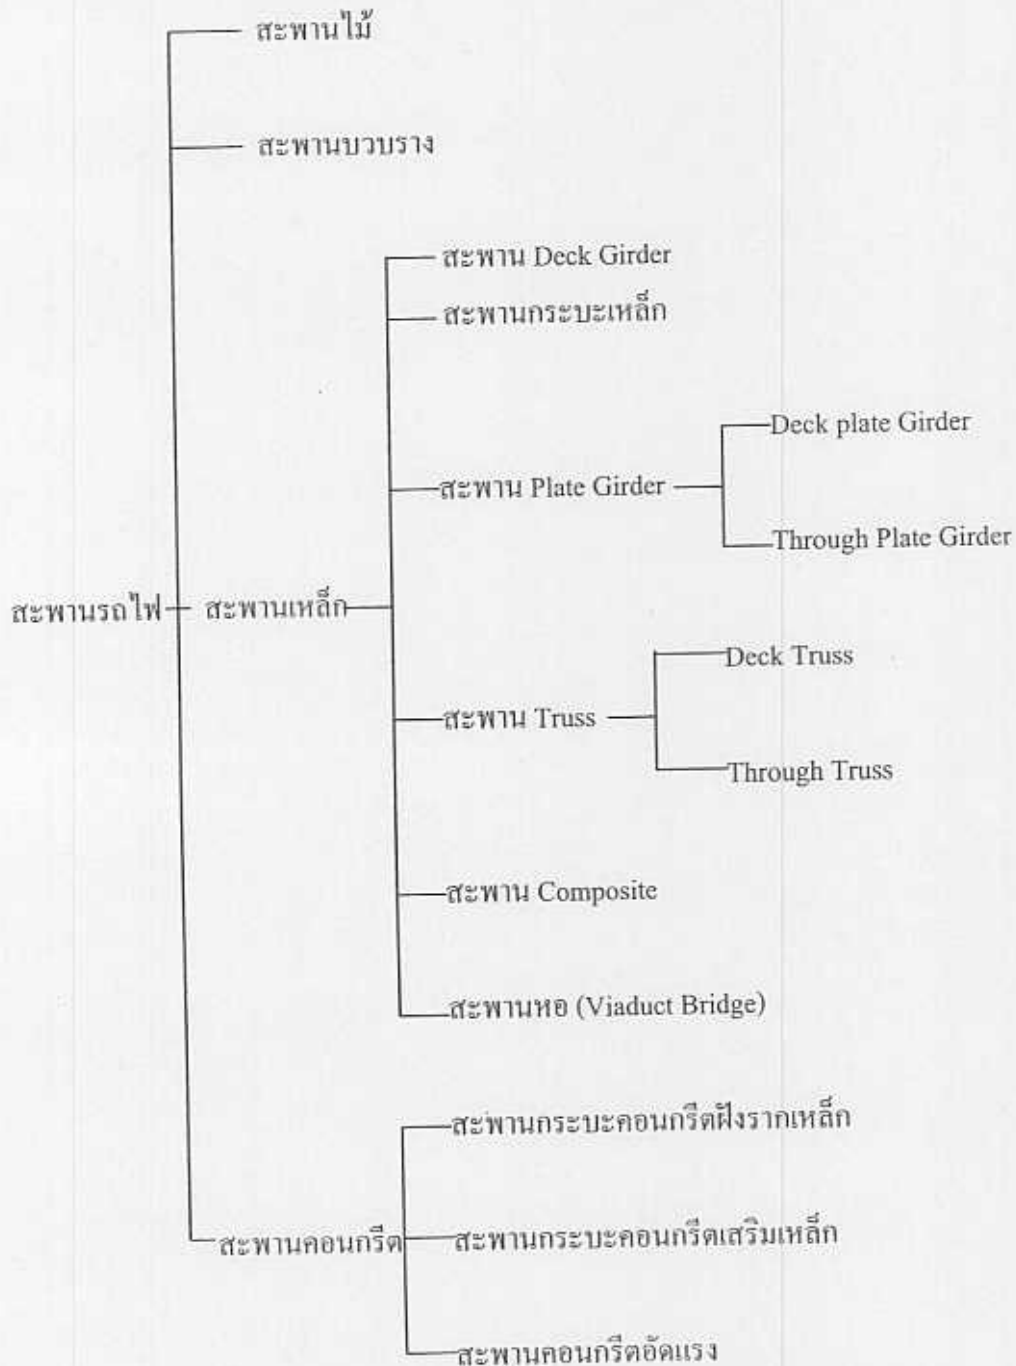 สะพานไม้
สะพานบวบราง
สะพาน Deck Girder
สะพานกระบะเหล็ก
Deck plate Girder
สะพาน Plate Girder
Through Plate Girder
สะพานรถไฟ
สะพานเหล็ก
Deck Truss
สะพาน Truss
Through Truss
สะพาน Composite
สะพานหอ (Viaduct Bridge)
สะพานกระบะคอนกรีตฝังรากเหล็ก
สะพานคอนกรีต
สะพานกระบะคอนกรีตเสริมเหล็ก
สะพานคอนกรีตอัดแรง